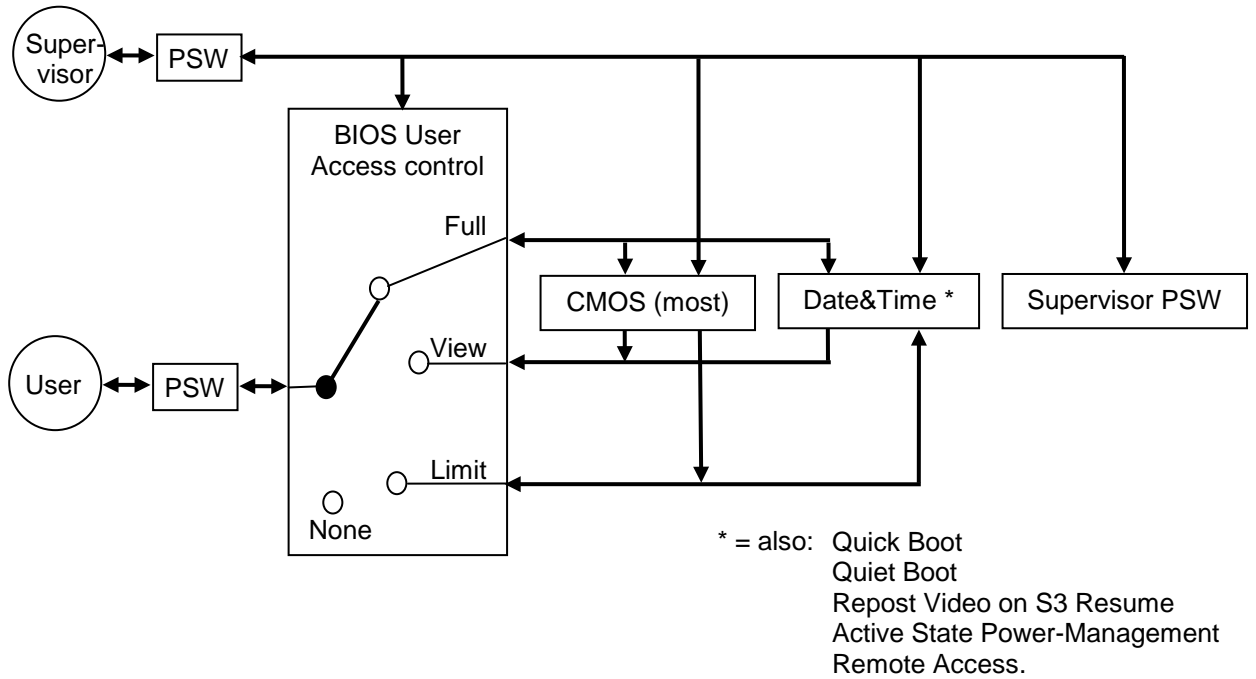 Super-
visor
PSW
BIOS User
Access control
Full
CMOS (most)
Date&Time *
Supervisor PSW
View
User
PSW
Limit
None
* = also: Quick Boot
Quiet Boot
Repost Video on S3 Resume
Active State Power-Management
Remote Access.